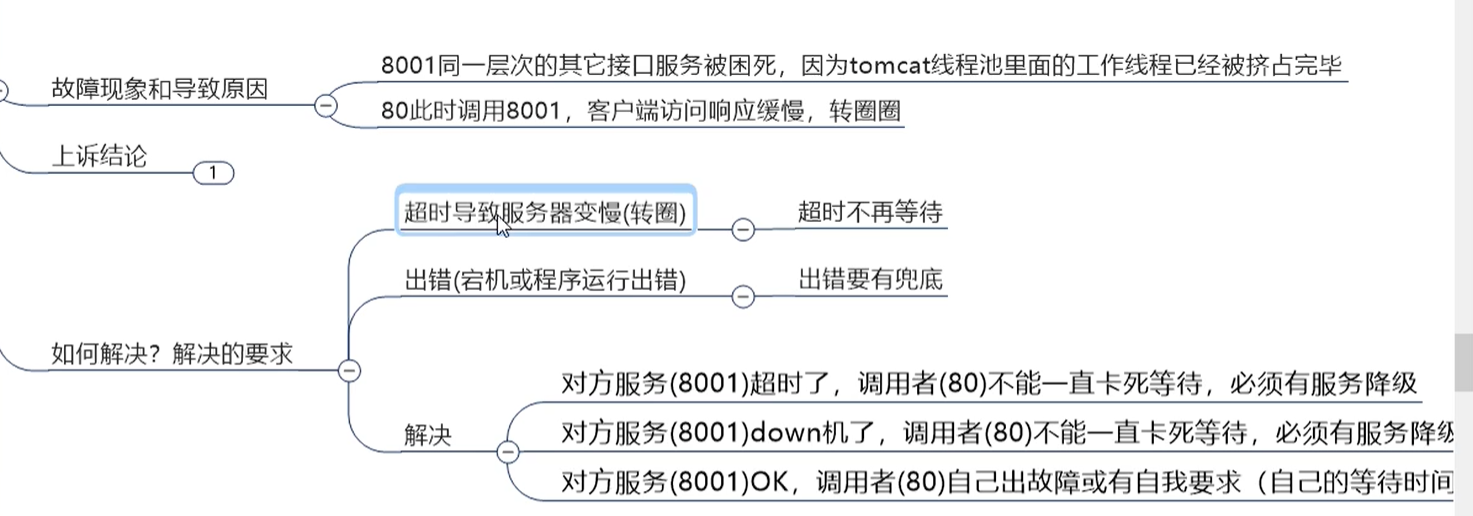 8001同一层次的其它接口服务被困死，因为tomcat线程池里面的工作线程已经被挤占完毕
故障现象和导致原因
80此时调用8001，客户端访问响应缓慢，转圈圈
上诉结论
1
超时导致服务器变慢(转圈)
超时不再等待
出错(宕机或程序运行出错)
出错要有兜底
如何解决？解决的要求
对方服务(8001)超时了，调用者(80)不能一直卡死等待，必须有服务降级
解决
对方服务(8001)down机了，调用者(80)不能一直卡死等待，必须有服务降级
对方服务(8001)OK，调用者(80)自己出故障或有自我要求（自己的等待时间